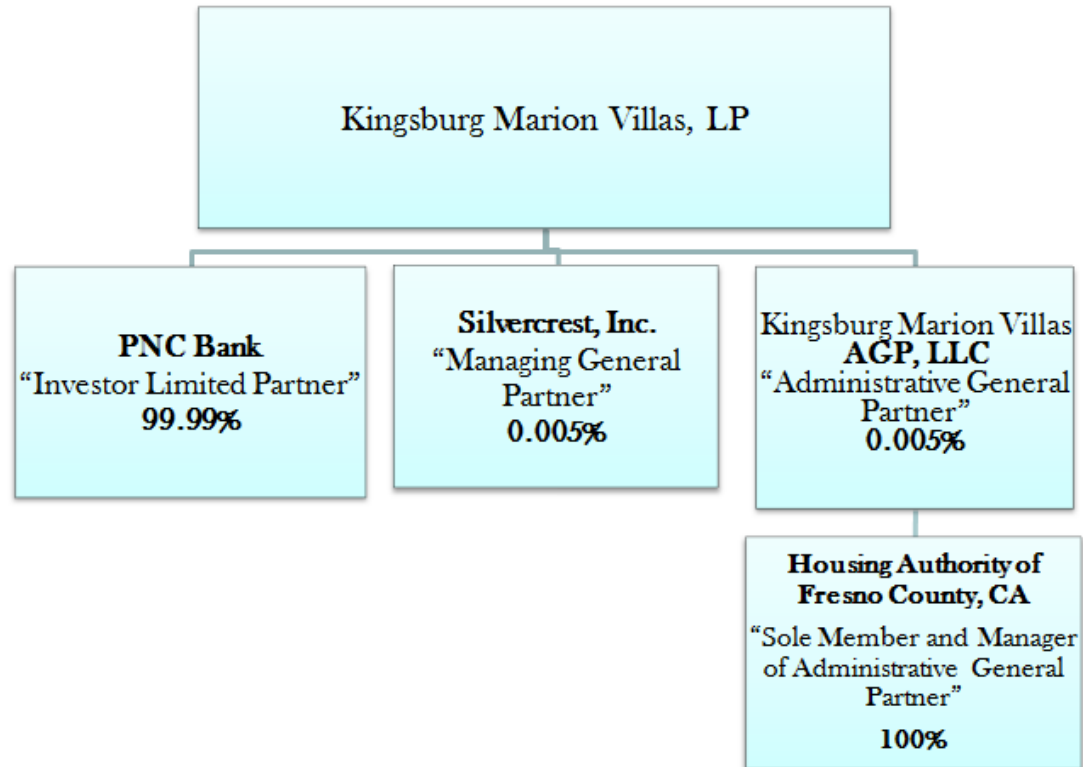 Kingsburg Marion Villas, LP
PNC Bank
“Investor Limited Partner”
99.99%
Silvercrest, Inc.
“Managing General
Partner”
0.005%
Kingsburg Marion Villas
AGP, LLC
“Administrative General
Partner”
0.005%
Housing Authority of
Fresno County, CA
“Sole Member and Manager
of Administrative General
Partner”
100%